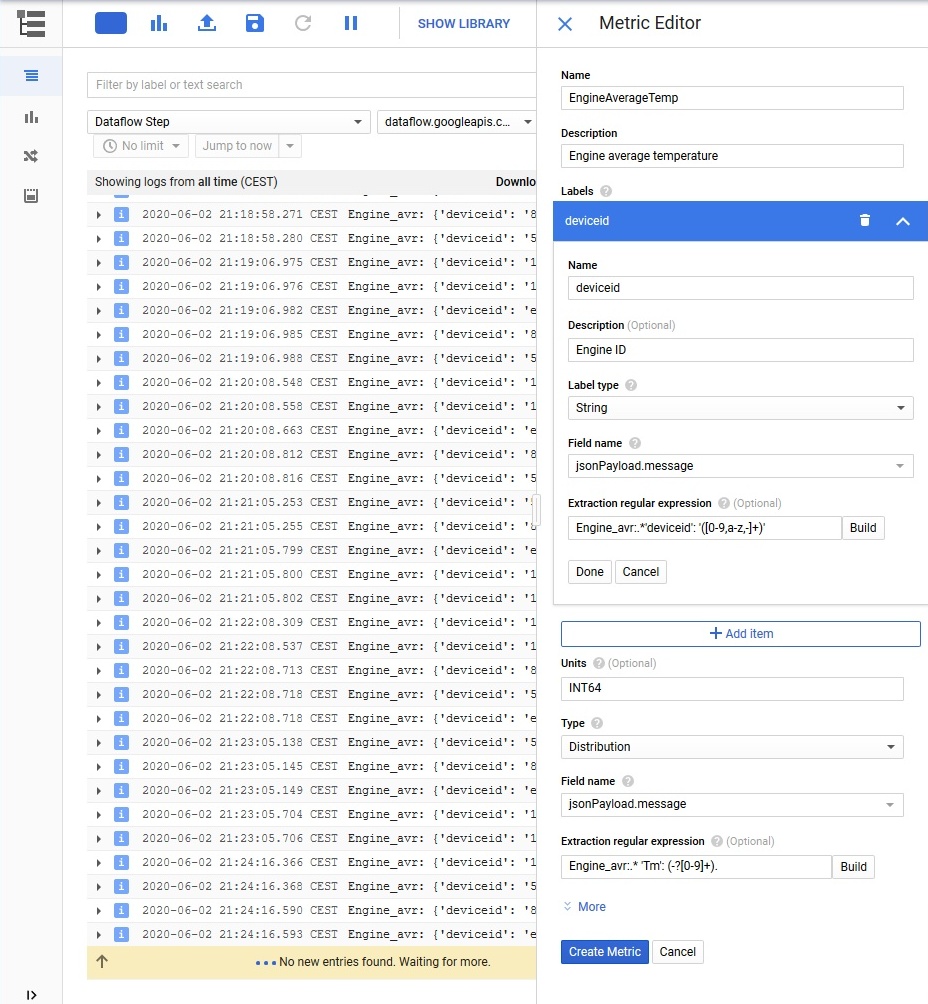 SHOW LIBRARY
Filter by label or text search
Dataflow Step
dataflow.googleapis.c...
No limit
Jump to now
Showing logs from all time (CEST)
Downlo
i 2020-06-02 21:18:58.271 CEST Engine_avr: {'deviceid': '8
i 2020-06-02 21:18:58.280 CEST Engine_avr: {'deviceid': '5
i 2020-06-02 21:19:06.975 CEST Engine_avr: {'deviceid': '1
i 2020-06-02 21:19:06.976 CEST Engine_avr: {'deviceid': '1
i 2020-06-02 21:19:06.982 CEST Engine_avr: {'deviceid': 'e
i 2020-06-02 21:19:06.985 CEST Engine_avr: {'deviceid': '8
i 2020-06-02 21:19:06.988 CEST Engine_avr: {'deviceid': '5
i 2020-06-02 21:20:08.548 CEST Engine_avr: {'deviceid': '1
i 2020-06-02 21:20:08.558 CEST Engine_avr: {'deviceid': '1
i 2020-06-02 21:20:08.663 CEST Engine_avr: {'deviceid': 'e
i 2020-06-02 21:20:08.812 CEST Engine_avr: {'deviceid': '8
i 2020-06-02 21:20:08.816 CEST Engine_avr: {'deviceid': '5
i 2020-06-02 21:21:05.253 CEST Engine_avr: {'deviceid': '
i 2020-06-02 21:21:05.255 CEST Engine_avr: {'deviceid': '
i 2020-06-02 21:21:05.799 CEST Engine_avr: {'deviceid': 'e
i 2020-06-02 21:21:05.800 CEST Engine_avr: {'deviceid': '1
i 2020-06-02 21:21:05.802 CEST Engine_avr: {'deviceid': '1
i 2020-06-02 21:22:08.309 CEST Engine_avr: {'deviceid': '1
i 2020-06-02 21:22:08.537 CEST Engine_avr: {'deviceid': '1
i 2020-06-02 21:22:08.713 CEST Engine_avr: {'deviceid': '8
i 2020-06-02 21:22:08.718 CEST Engine_avr: {'deviceid': '5
i 2020-06-02 21:22:08.718 CEST Engine_avr: {'deviceid': 'e
i 2020-06-02 21:23:05.138 CEST Engine_avr: {'deviceid': '5
i 2020-06-02 21:23:05.145 CEST Engine_avr: {'deviceid': '8
i 2020-06-02 21:23:05.149 CEST Engine_avr: {'deviceid': 'e
i 2020-06-02 21:23:05.704 CEST Engine_avr: {'deviceid': '1
i 2020-06-02 21:23:05.706 CEST Engine_avr: {'deviceid': '1
i 2020-06-02 21:24:16.366 CEST Engine_avr: {'deviceid': '1
i 2020-06-02 21:24:16.368 CEST Engine_avr: {'deviceid': '5
i 2020-06-02 21:24:16.590 CEST Engine_avr: {'deviceid': '8
i 2020-06-02 21:24:16.593 CEST Engine_avr: {'deviceid': 'e
No new entries found. Waiting for more.
Metric Editor
Name
EngineAverageTemp
Description
Engine average temperature
Labels ?
deviceid
Name
deviceid
Description (Optional)
Engine ID
Label type ?
String
Field name ?
jsonPayload.message
Extraction regular expression ? (Optional)
Engine_avr:.*'deviceid': '([0-9,a-z,-]+)'
Build
Done
Cancel
+ Add item
Units ? (Optional)
INT64
Type ?
Distribution
Field name ?
jsonPayload.message
Extraction regular expression ? (Optional)
Engine_avr:.* 'Tm': (-?[0-9]+).
Build
More
Create Metric
Cancel